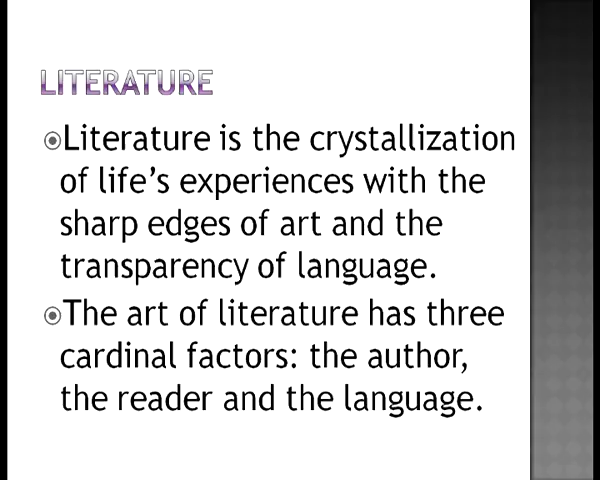 LITERATURE
Literature is the crystallization
of life’s experiences with the
sharp edges of art and the
transparency of language.
The art of literature has three
cardinal factors: the author,
the reader and the language.